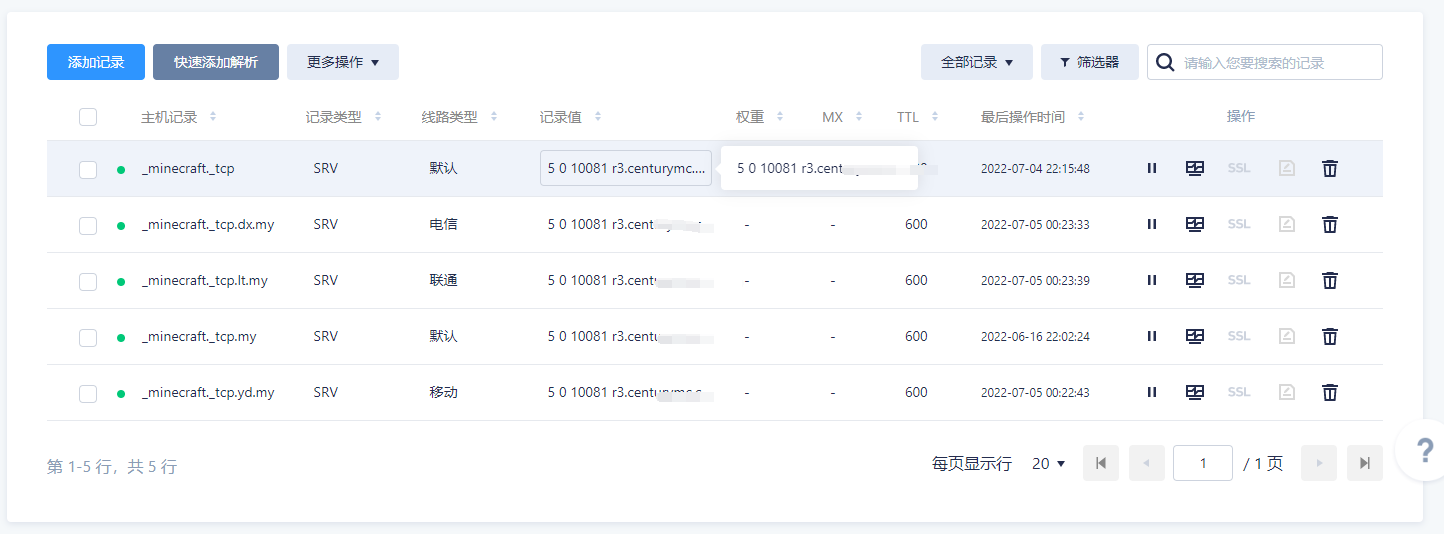 添加记录 快速添加解析 更多操作 全部记录 筛选器 请输入您要搜索的记录
主机记录 记录类型 线路类型 记录值 权重 MX TTL 最后操作时间 操作
_minecraft._tcp SRV 默认 5 0 10081 r3.centurymc.... 5 0 10081 r3.cent 2022-07-04 22:15:48 SSL
_minecraft._tcp.dx.my SRV 电信 5 0 10081 r3.cent - - 600 2022-07-05 00:23:33 SSL
_minecraft._tcp.lt.my SRV 联通 5 0 10081 r3.centu - - 600 2022-07-05 00:23:39 SSL
_minecraft._tcp.my SRV 默认 5 0 10081 r3.centu - - 600 2022-06-16 22:02:24 SSL
_minecraft._tcp.yd.my SRV 移动 5 0 10081 r3.centu - - 600 2022-07-05 00:22:43 SSL
第 1-5 行，共 5 行 每页显示行 20 1 / 1 页
?